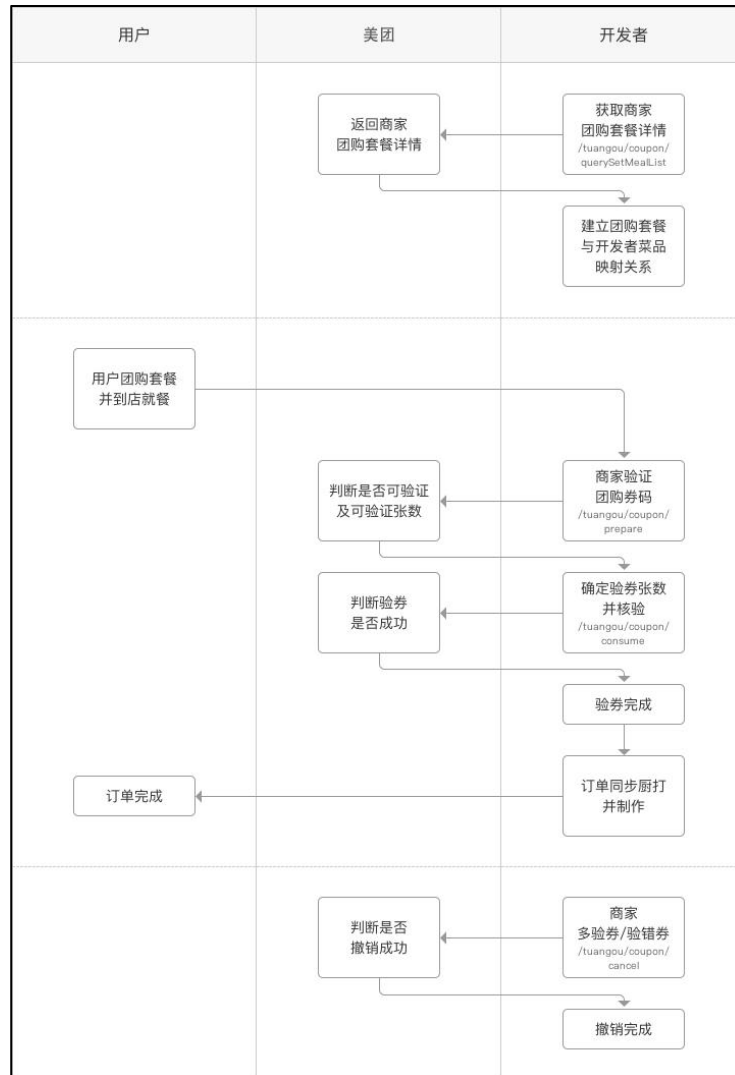 用户
美团
开发者
返回商家
团购套餐详情
获取商家
团购套餐详情
/tuangou/coupon/
querySetMealList
建立团购套餐
与开发者菜品
映射关系
用户团购套餐
并到店就餐
判断是否可验证
及可验证张数
商家验证
团购券码
/tuangou/coupon/
prepare
判断验券
是否成功
确定验券张数
并核验
/tuangou/coupon/
consume
验券完成
订单完成
订单同步厨打
并制作
判断是否
撤销成功
商家
多验券/验错券
/tuangou/coupon/
cancel
撤销完成